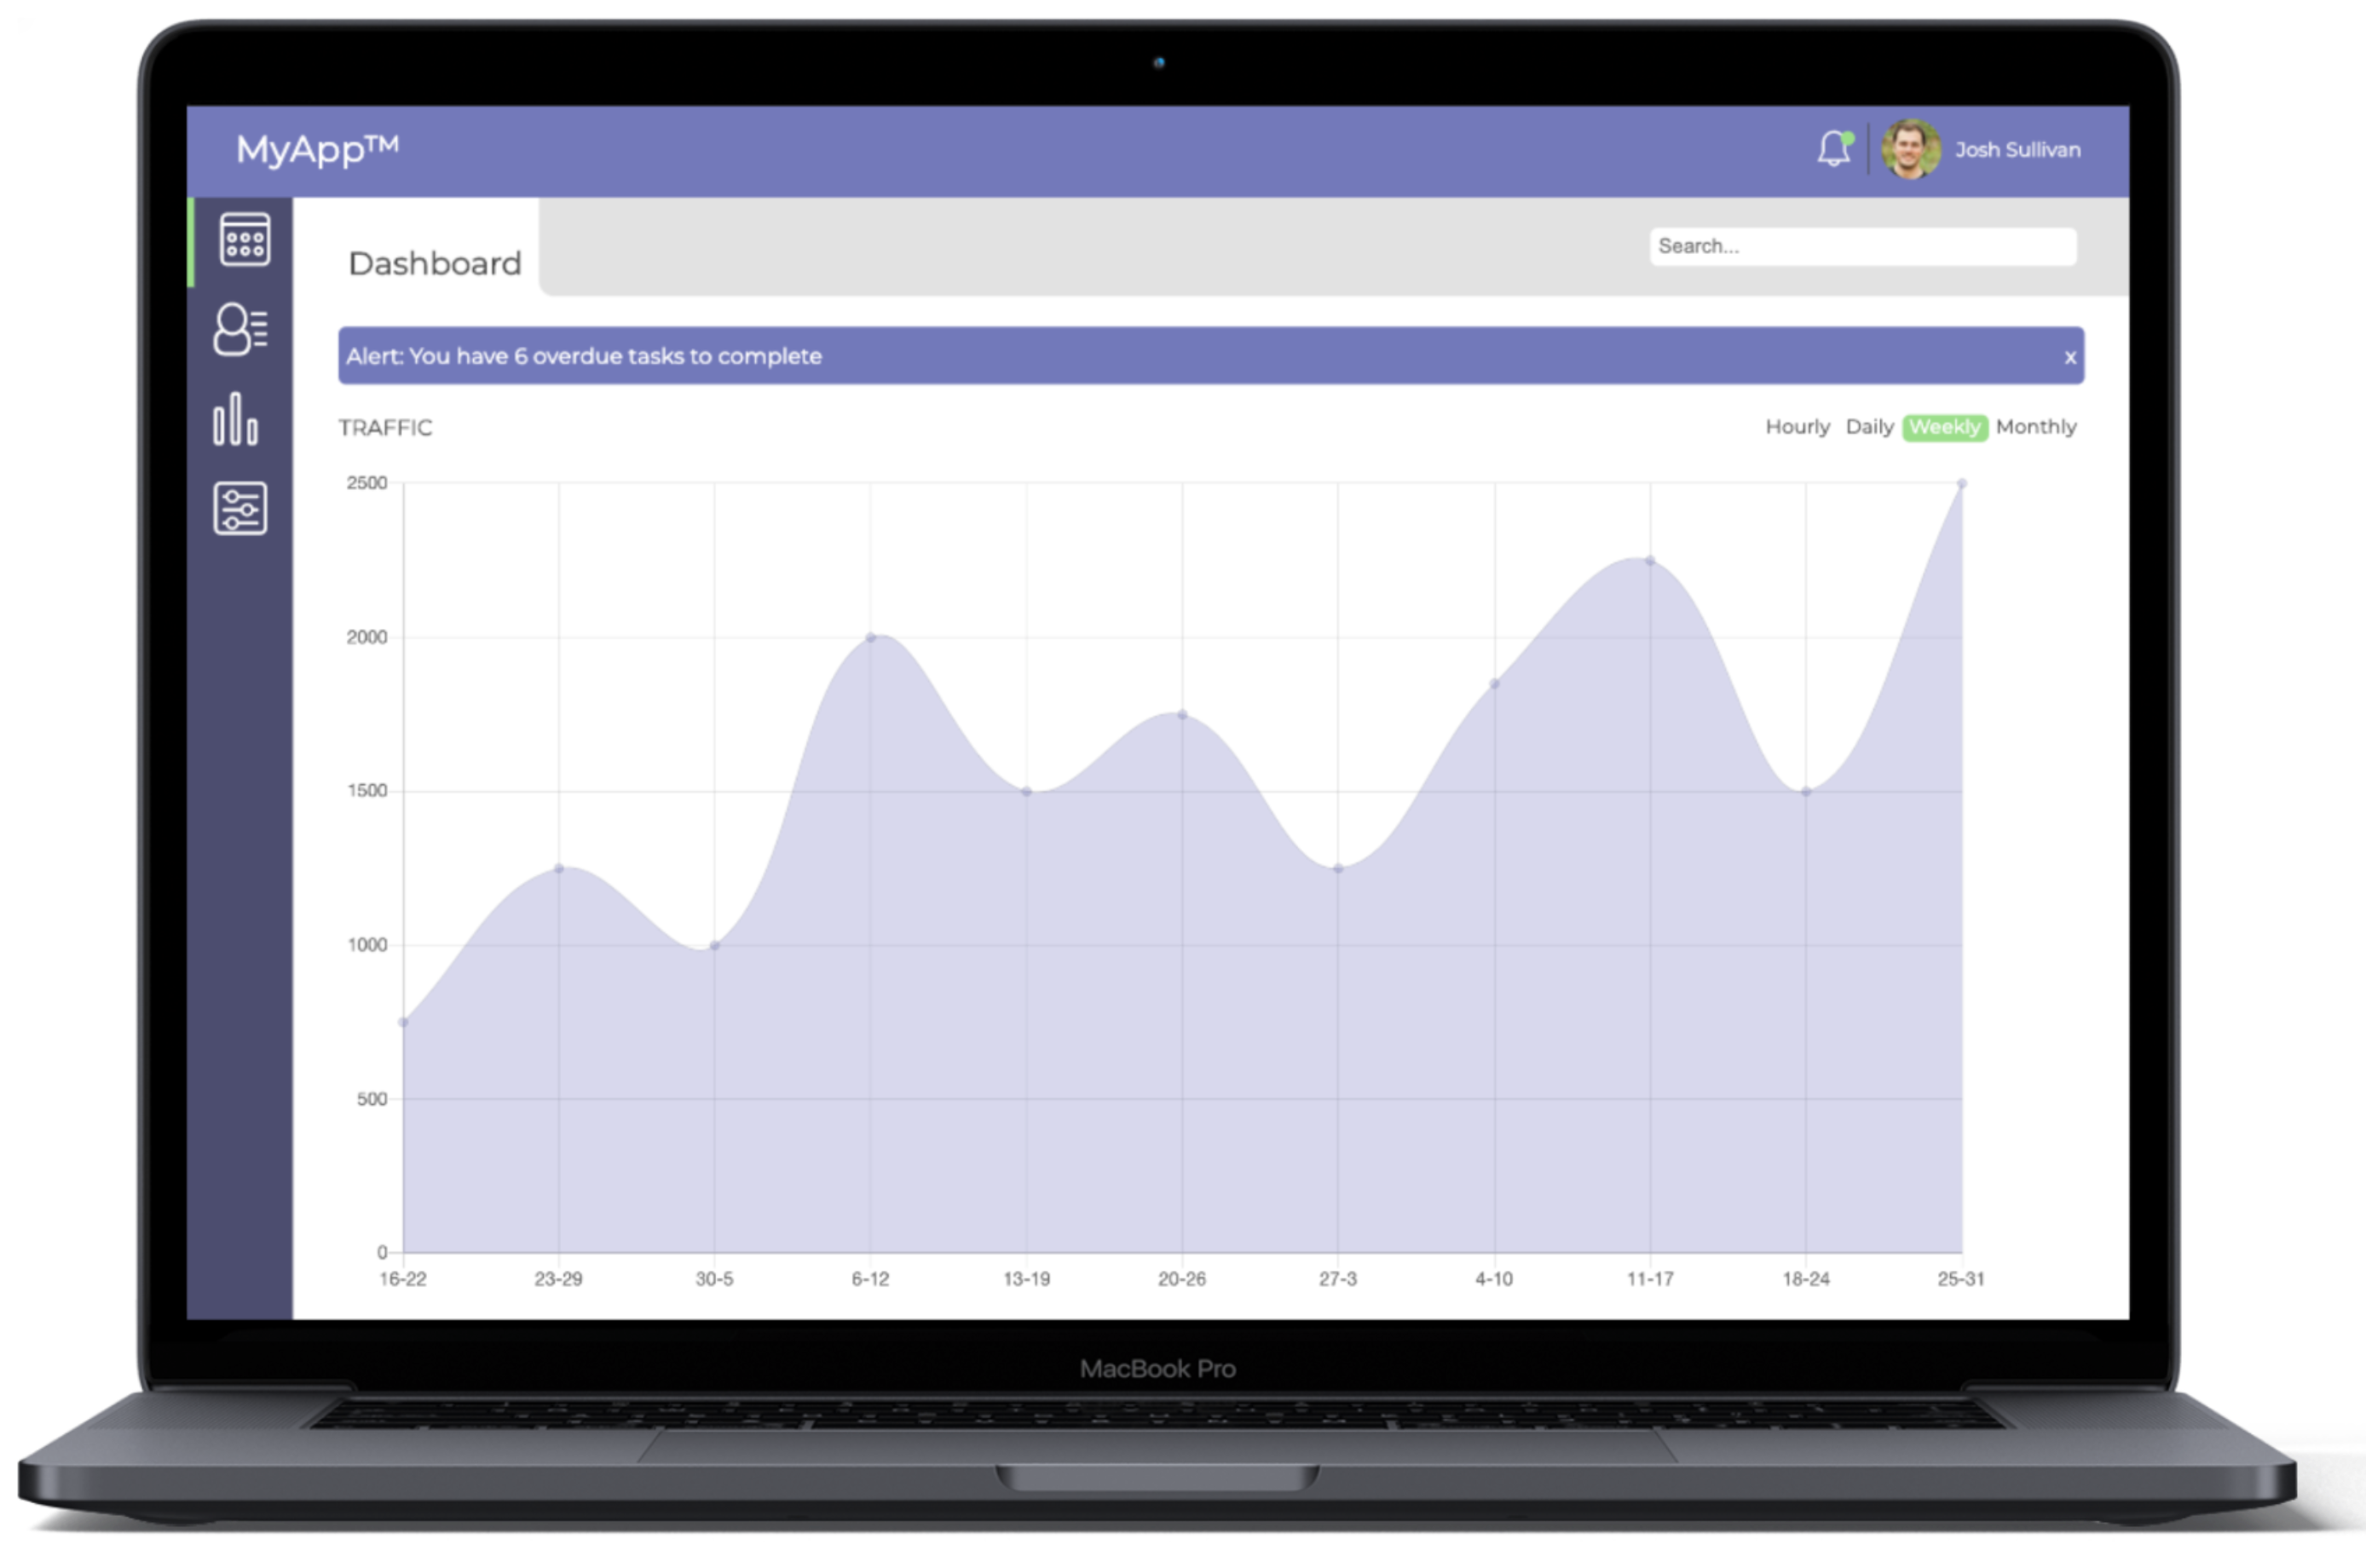 MyApp™
Josh Sullivan
Dashboard
Search...
Alert: You have 6 overdue tasks to complete
x
TRAFFIC
Hourly Daily Weekly Monthly
2500
2000
1500
1000
500
0
16-22 23-29 30-5 6-12 13-19 20-26 27-3 4-10 11-17 18-24 25-31
MacBook Pro